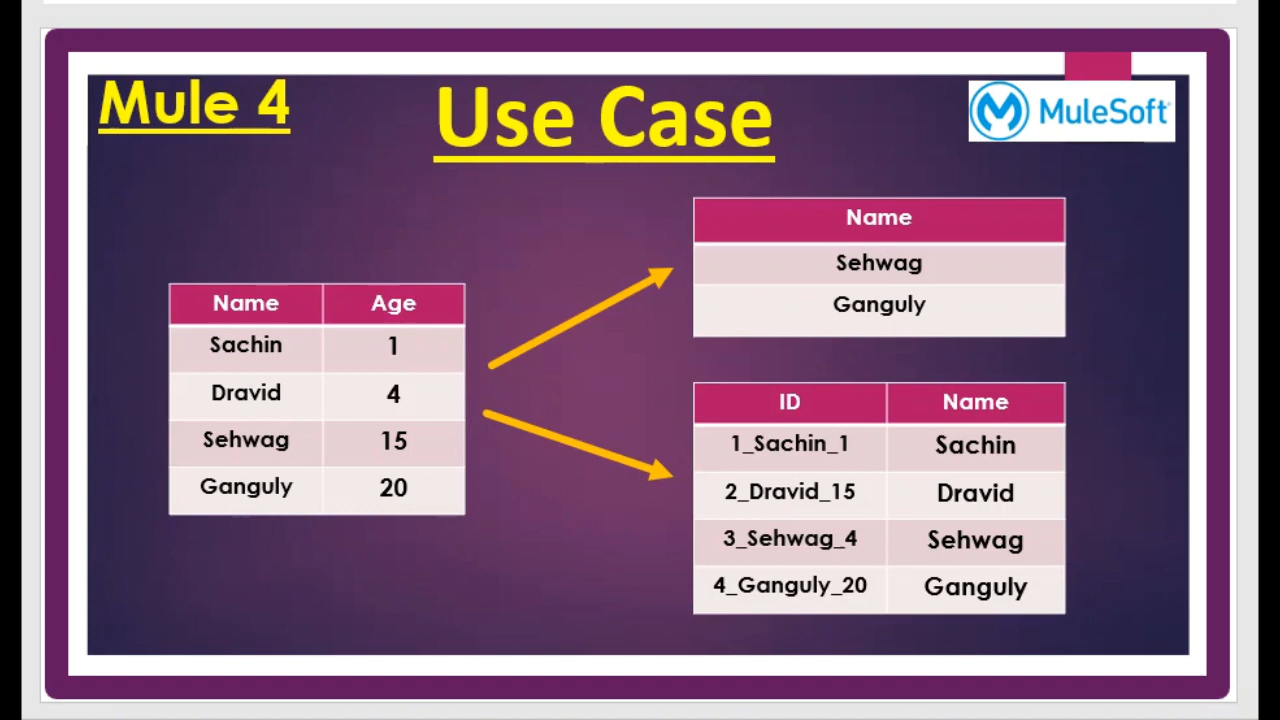 Mule 4
Use Case
MuleSoft
Name Age
Sachin 1
Dravid 4
Sehwag 15
Ganguly 20
Name
Sehwag
Ganguly
ID Name
1_Sachin_1 Sachin
2_Dravid_15 Dravid
3_Sehwag_4 Sehwag
4_Ganguly_20 Ganguly